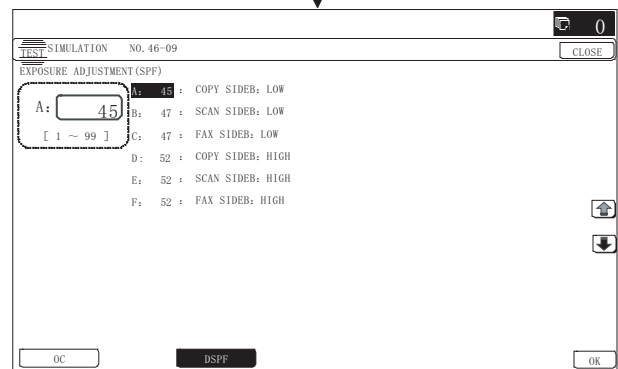 0
TEST SIMULATION NO.46-09
CLOSE
EXPOSURE ADJUSTMENT(SPF)
A: 45
[ 1 ~ 99 ]
A: 45 : COPY SIDEB: LOW
B: 47 : SCAN SIDEB: LOW
C: 47 : FAX SIDEB: LOW
D: 52 : COPY SIDEB: HIGH
E: 52 : SCAN SIDEB: HIGH
F: 52 : FAX SIDEB: HIGH
OC
DSPF
OK